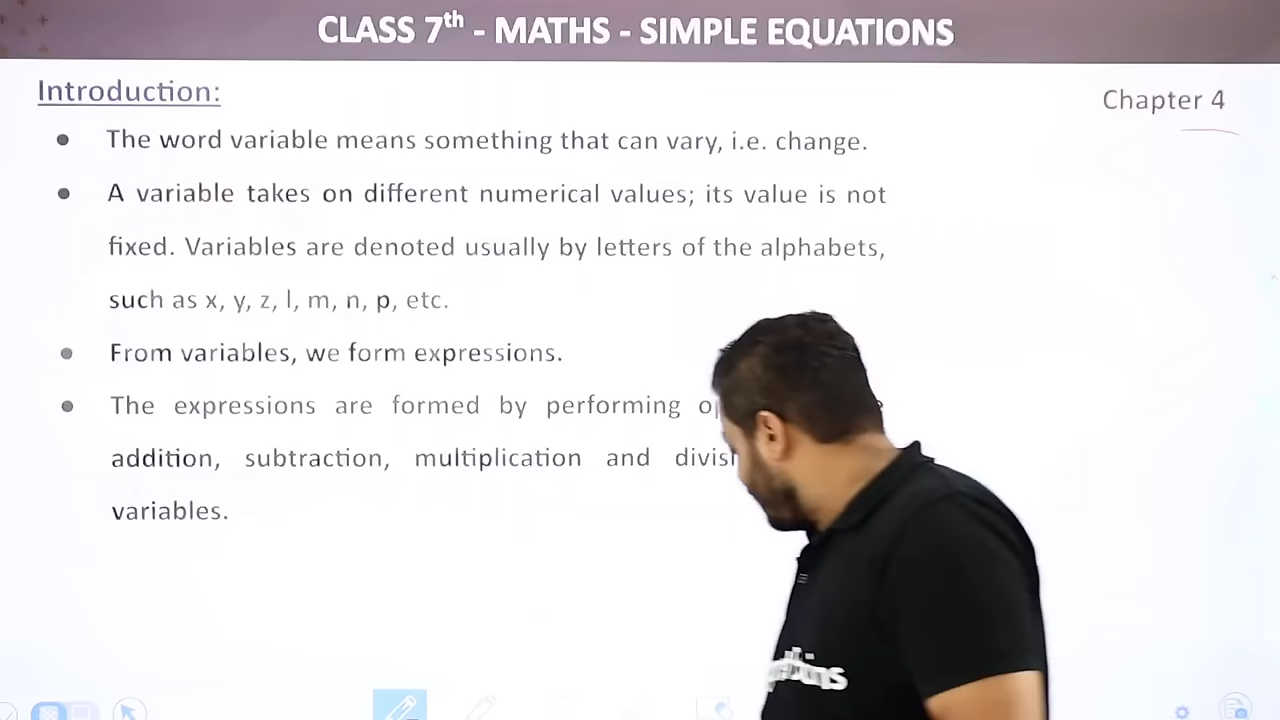 CLASS 7th - MATHS - SIMPLE EQUATIONS
Introduction:
Chapter 4
• The word variable means something that can vary, i.e. change.
• A variable takes on different numerical values; its value is not
fixed. Variables are denoted usually by letters of the alphabets,
such as x, y, z, l, m, n, p, etc.
• From variables, we form expressions.
• The expressions are formed by performing
addition, subtraction, multiplication and
variables.